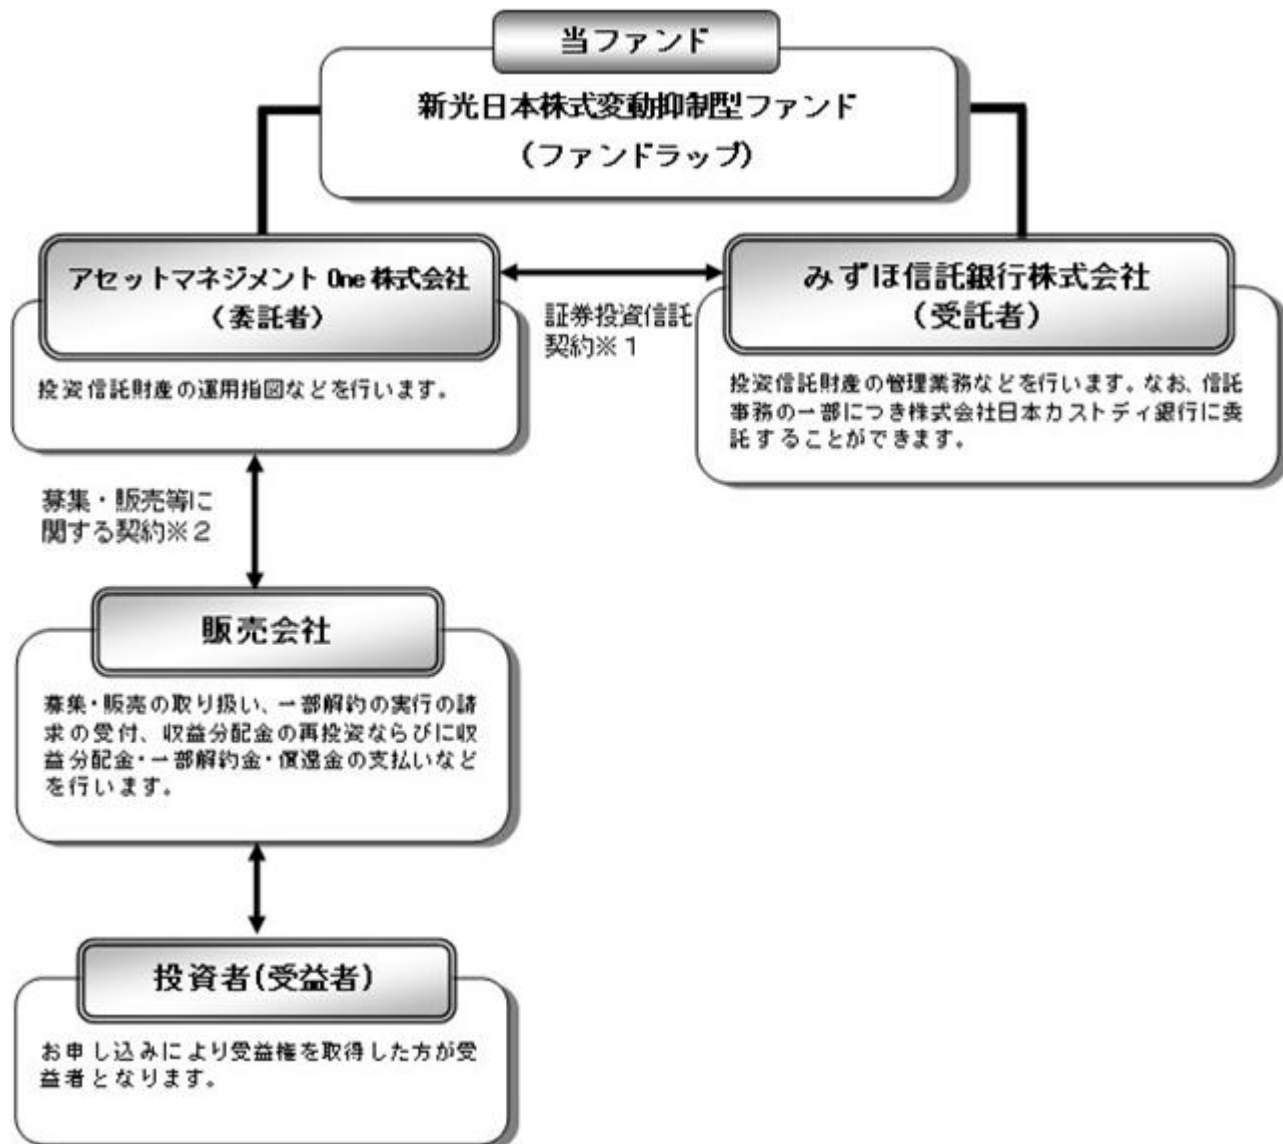 当ファンド
新光日本株式変動抑制型ファンド
(ファンドラップ)
アセットマネジメントOne株式会社
(委託者)
投資信託財産の運用指図などを行います。
証券投資信託
契約※1
みずほ信託銀行株式会社
(受託者)
投資信託財産の管理業務などを行います。なお、信託
事務の一部につき株式会社日本カストディ銀行に委
託することができます。
募集・販売等に
関する契約※2
販売会社
募集・販売の取り扱い、一部解約の実行の請
求の受付、収益分配金の再投資ならびに収
益分配金・一部解約金・償還金の支払いなど
を行います。
投資者(受益者)
お申し込みにより受益権を取得した方が受
益者となります。